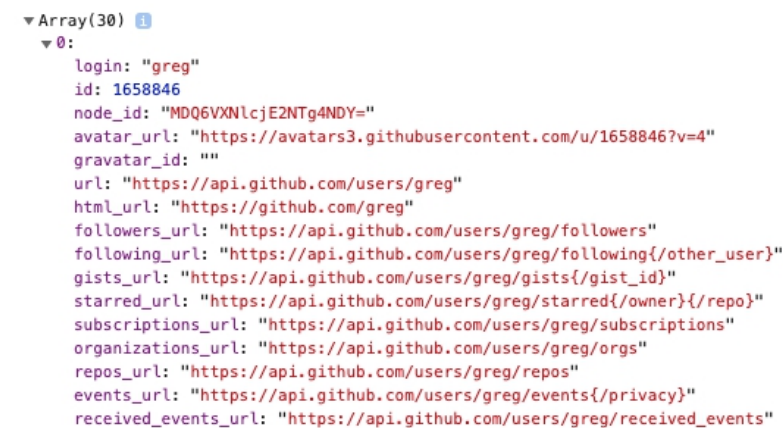 ▼Array(30) i
▼0:
login: "greg"
id: 1658846
node_id: "MDQ6VXNlcjE2NTg4NDY="
avatar_url: "https://avatars3.githubusercontent.com/u/1658846?v=4"
gravatar_id: ""
url: "https://api.github.com/users/greg"
html_url: "https://github.com/greg"
followers_url: "https://api.github.com/users/greg/followers"
following_url: "https://api.github.com/users/greg/following{/other_user}"
gists_url: "https://api.github.com/users/greg/gists{/gist_id}"
starred_url: "https://api.github.com/users/greg/starred{/owner}{/repo}"
subscriptions_url: "https://api.github.com/users/greg/subscriptions"
organizations_url: "https://api.github.com/users/greg/orgs"
repos_url: "https://api.github.com/users/greg/repos"
events_url: "https://api.github.com/users/greg/events{/privacy}"
received_events_url: "https://api.github.com/users/greg/received_events"